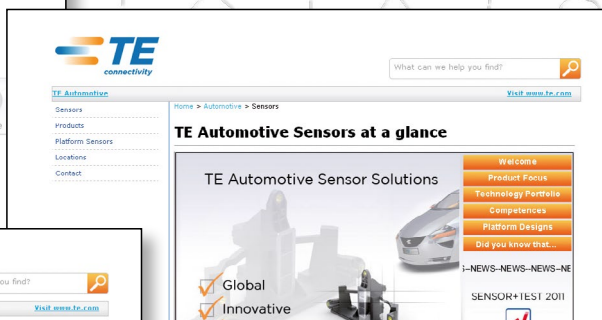 TE
connectivity
What can we help you find?
TE Automotive
Visit www.te.com
Home > Automotive > Sensors
Sensors
Products
Platform Sensors
Locations
Contact
TE Automotive Sensors at a glance
TE Automotive Sensor Solutions
Global
Innovative
Welcome
Product Focus
Technology Portfolio
Competences
Platform Designs
Did you know that...
--NEWS--NEWS--NEWS--NE
SENSOR+TEST 2011
ou find?
Visit www.te.com